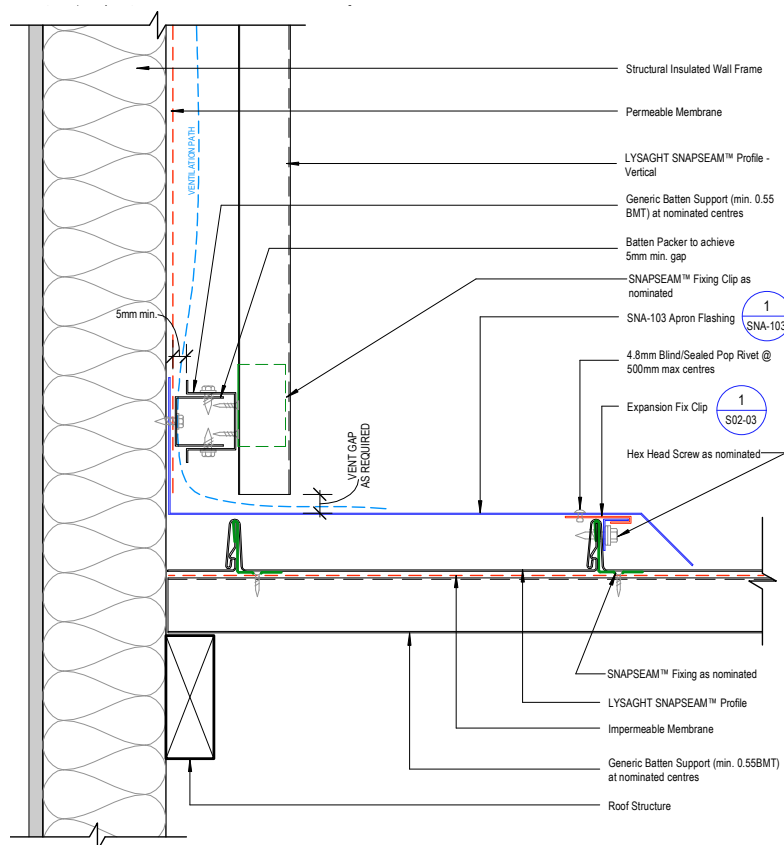 Structural Insulated Wall Frame
Permeable Membrane
VENTILATION PATH
LYSAGHT SNAPSEAM™ Profile -
Vertical
Generic Batten Support (min. 0.55
BMT) at nominated centres
Batten Packer to achieve
5mm min. gap
SNAPSEAM™ Fixing Clip as
nominated
5mm min.
SNA-103 Apron Flashing
1
SNA-103
4.8mm Blind/Sealed Pop Rivet @
500mm max centres
Expansion Fix Clip
1
S02-03
Hex Head Screw as nominated
VENT GAP
AS REQUIRED
SNAPSEAM™ Fixing as nominated
LYSAGHT SNAPSEAM™ Profile
Impermeable Membrane
Generic Batten Support (min. 0.55BMT)
at nominated centres
Roof Structure